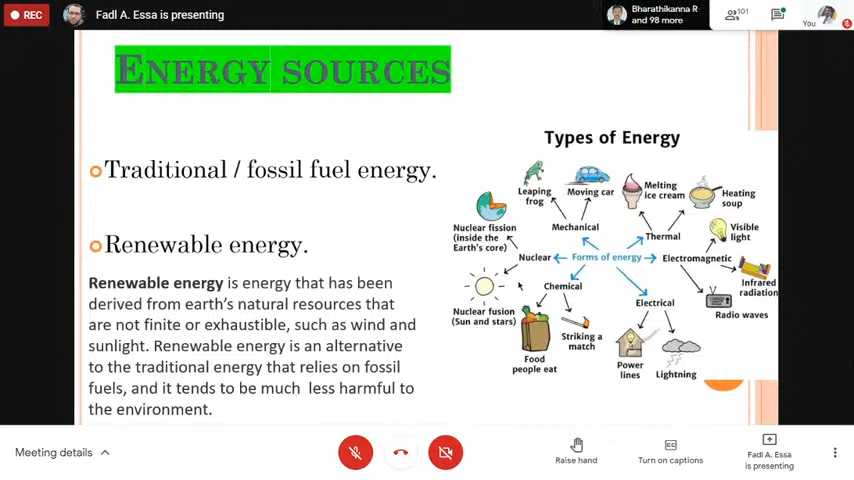 REC
Fadl A. Essa is presenting
Bharathikanna R
and 98 more
101
You
ENERGY SOURCES
Traditional / fossil fuel energy.
Renewable energy.
Renewable energy is energy that has been
derived from earth's natural resources that
are not finite or exhaustible, such as wind and
sunlight. Renewable energy is an alternative
to the traditional energy that relies on fossil
fuels, and it tends to be much less harmful to
the environment.
Types of Energy
Leaping
frog
Moving car
Melting
ice cream
Heating
soup
Nuclear fission
(inside the
Earth's core)
Mechanical
Thermal
Visible
light
Nuclear
Forms of energy
Electromagnetic
Chemical
Electrical
Infrared
radiation
Radio waves
Nuclear fusion
(Sun and stars)
Striking a
match
Food
people eat
Power
lines
Lightning
Meeting details
Raise hand
Turn on captions
Fadl A. Essa
is presenting